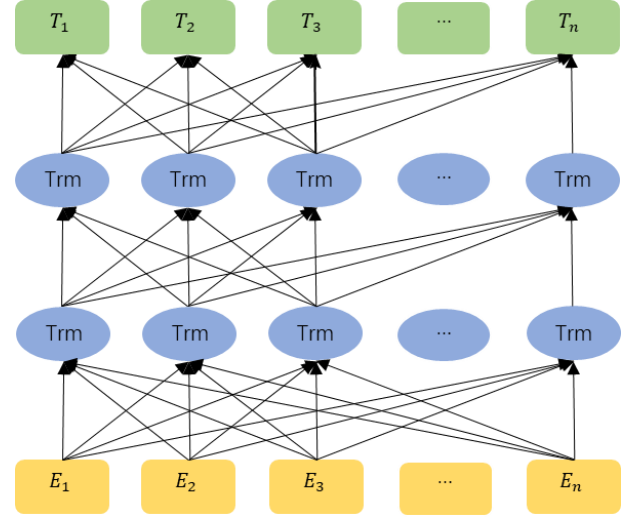 T₁ T₂ T₃ ... Tₙ
Trm Trm Trm ... Trm
Trm Trm Trm ... Trm
E₁ E₂ E₃ ... Eₙ